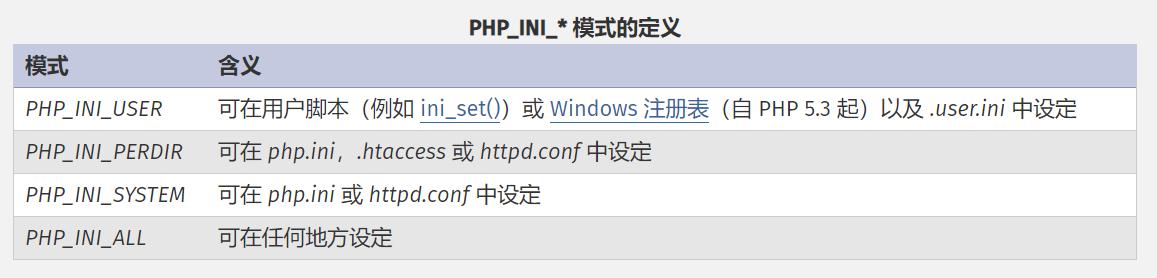 PHP_INI_* 模式的定义
模式 含义
PHP_INI_USER 可在用户脚本（例如 ini_set()）或 Windows 注册表（自 PHP 5.3 起）以及 .user.ini 中设定
PHP_INI_PERDIR 可在 php.ini，.htaccess 或 httpd.conf 中设定
PHP_INI_SYSTEM 可在 php.ini 或 httpd.conf 中设定
PHP_INI_ALL 可在任何地方设定